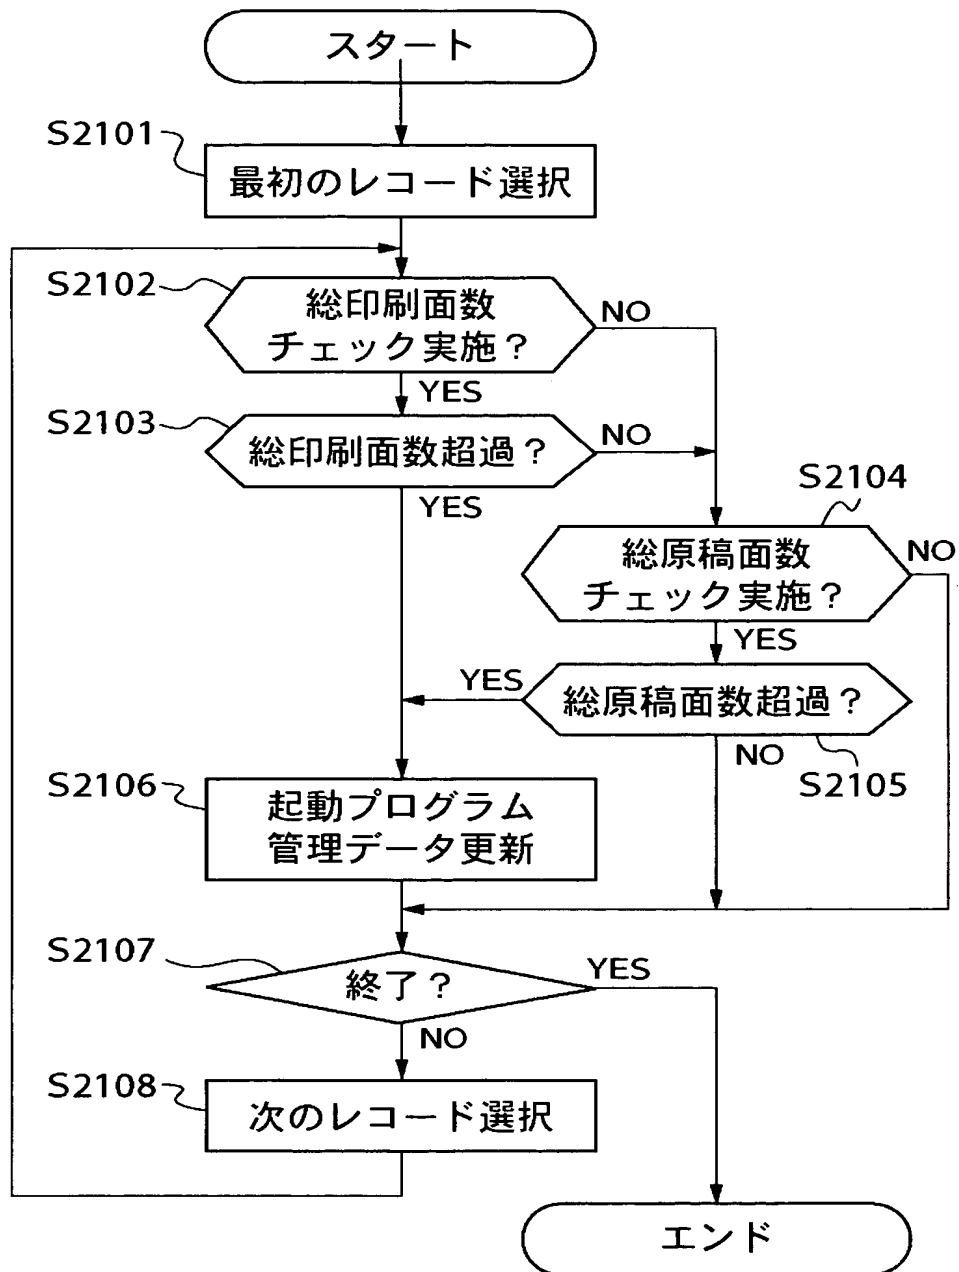 スタート
S2101
最初のレコード選択
S2102
総印刷面数
チェック実施?
NO
YES
S2103
総印刷面数超過?
NO
YES
S2104
総原稿面数
チェック実施?
NO
YES
YES
総原稿面数超過?
NO
S2105
S2106
起動プログラム
管理データ更新
S2107
終了?
YES
NO
S2108
次のレコード選択
エンド